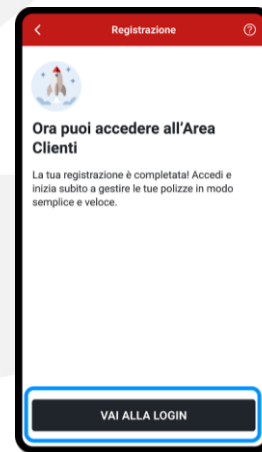 Registrazione
Ora puoi accedere all'Area
Clienti
La tua registrazione è completata! Accedi e
inizia subito a gestire le tue polizze in modo
semplice e veloce.
VAI ALLA LOGIN